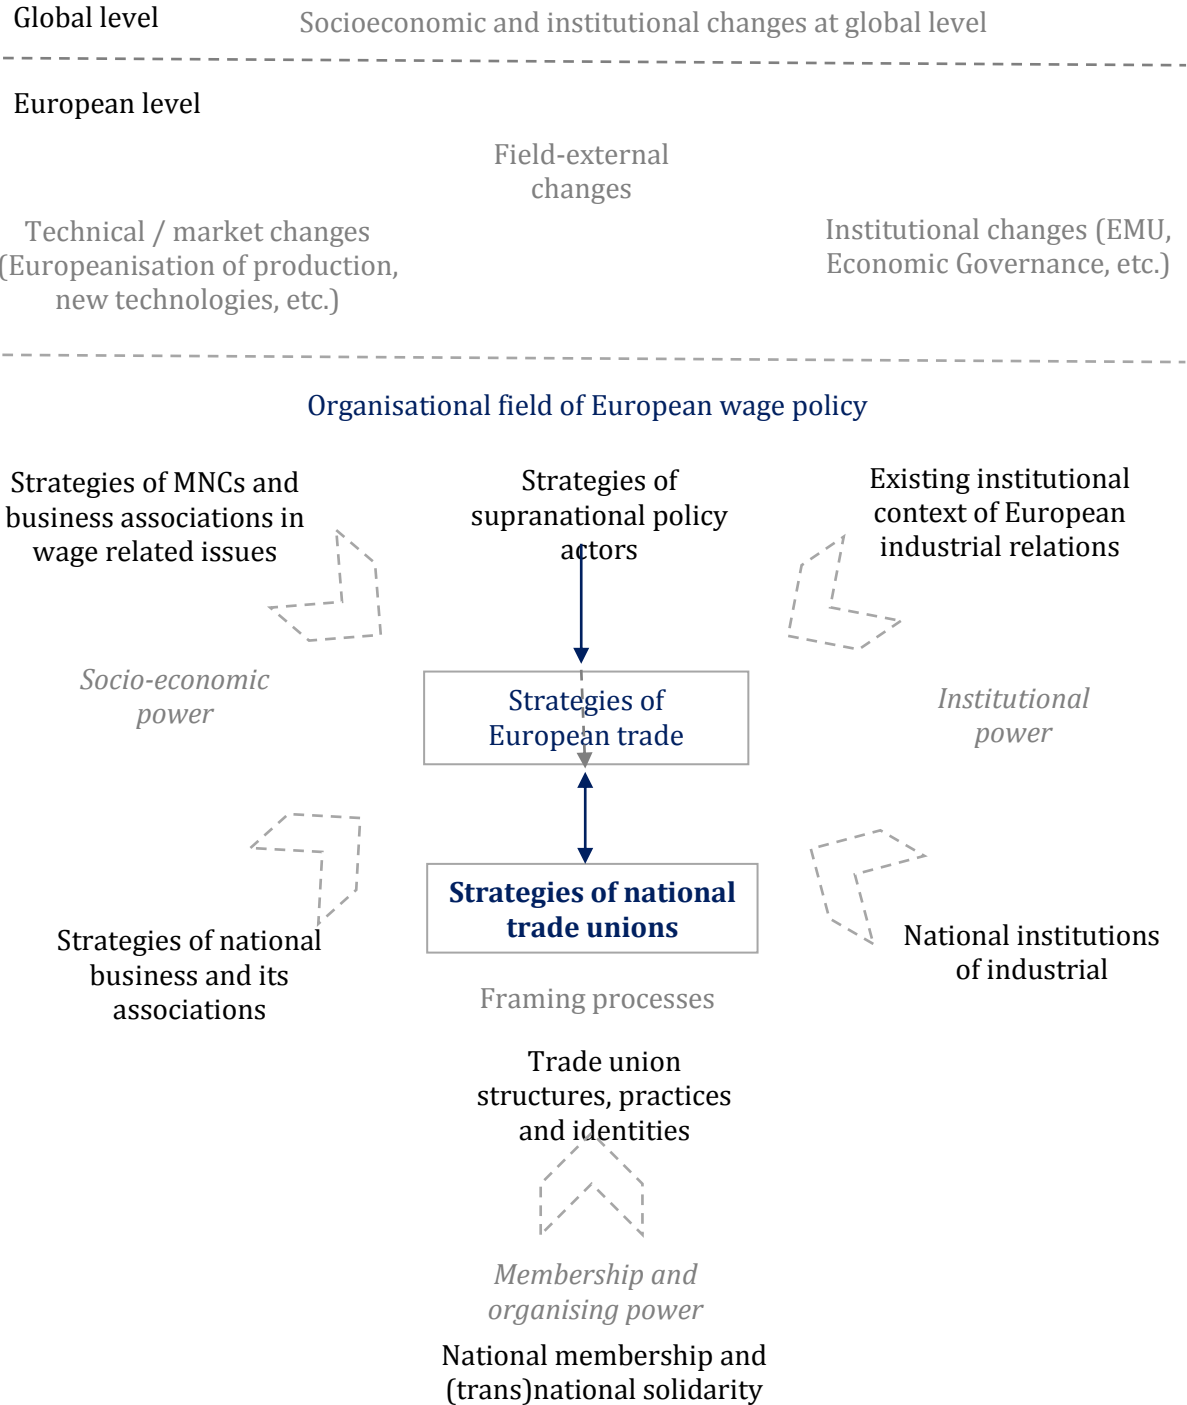 Global level
Socioeconomic and institutional changes at global level
European level
Field-external
changes
Technical / market changes
(Europeanisation of production,
new technologies, etc.)
Institutional changes (EMU,
Economic Governance, etc.)
Organisational field of European wage policy
Strategies of MNCs and
business associations in
wage related issues
Strategies of
supranational policy
actors
Existing institutional
context of European
industrial relations
Socio-economic
power
Strategies of
European trade
Institutional
power
Strategies of national
trade unions
Strategies of national
business and its
associations
National institutions
of industrial
Framing processes
Trade union
structures, practices
and identities
Membership and
organising power
National membership and
(trans)national solidarity